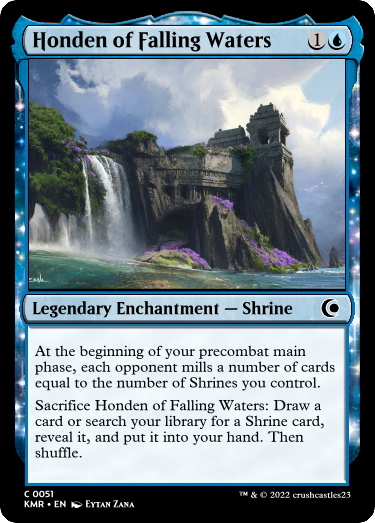 Honden of Falling Waters 1
Legendary Enchantment — Shrine
At the beginning of your precombat main
phase, each opponent mills a number of cards
equal to the number of Shrines you control.
Sacrifice Honden of Falling Waters: Draw a
card or search your library for a Shrine card,
reveal it, and put it into your hand. Then
shuffle.
C 0051
KMR • EN Eytan Zana
™ & © 2022 crushcastles23